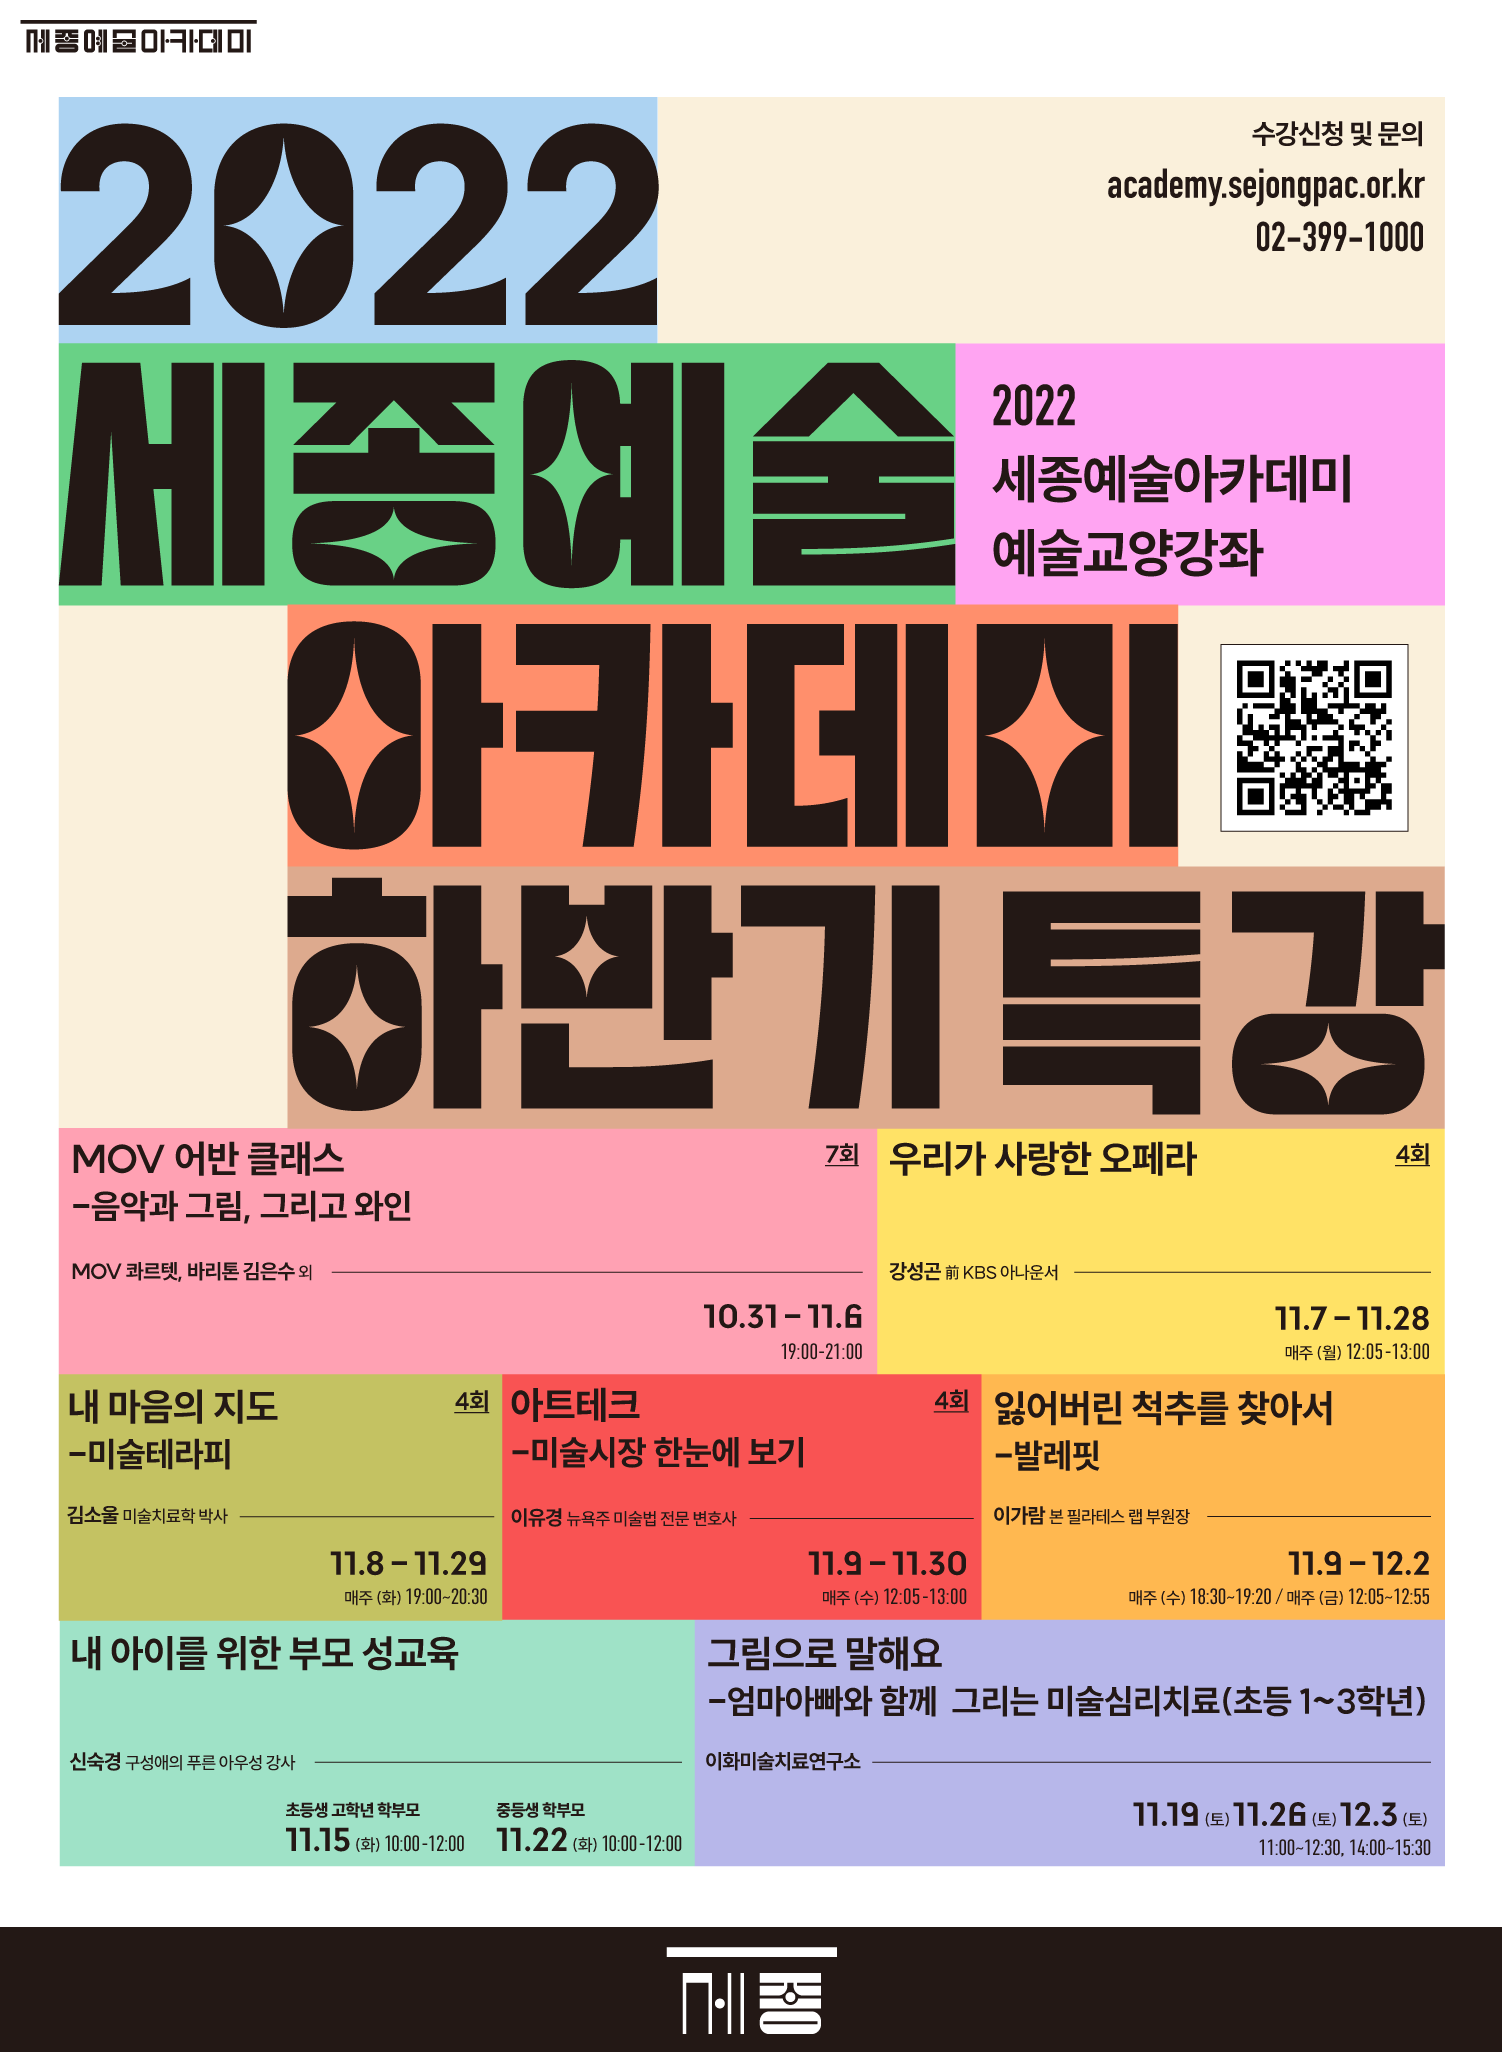 세종예술아카데미
2022
수강신청 및 문의
academy.sejongpac.or.kr
02-399-1000
세종예술
2022
세종예술아카데미
예술교양강좌
아카데미
하반기 특강
MOV 어반 클래스
7회
-음악과 그림, 그리고 와인
MOV 콰르텟, 바리톤 김은수 외
10.31 - 11.6
19:00-21:00
우리가 사랑한 오페라
4회
강성곤 前 KBS 아나운서
11.7 - 11.28
매주 (월) 12:05-13:00
내 마음의 지도
4회
-미술테라피
김소울 미술치료학 박사
11.8 - 11.29
매주 (화) 19:00~20:30
아트테크
4회
-미술시장 한눈에 보기
이유경 뉴욕주 미술법 전문 변호사
11.9 - 11.30
매주 (수) 12:05-13:00
잃어버린 척추를 찾아서
-발레핏
이가람 본 필라테스 랩 부원장
11.9 - 12.2
매주 (수) 18:30~19:20 / 매주 (금) 12:05~12:55
내 아이를 위한 부모 성교육
신숙경 구성애의 푸른 아우성 강사
초등생 고학년 학부모
11.15 (화) 10:00-12:00
중등생 학부모
11.22 (화) 10:00-12:00
그림으로 말해요
-엄마아빠와 함께 그리는 미술심리치료(초등 1~3학년)
이화미술치료연구소
11.19 (토) 11.26 (토) 12.3 (토)
11:00~12:30, 14:00~15:30
세종